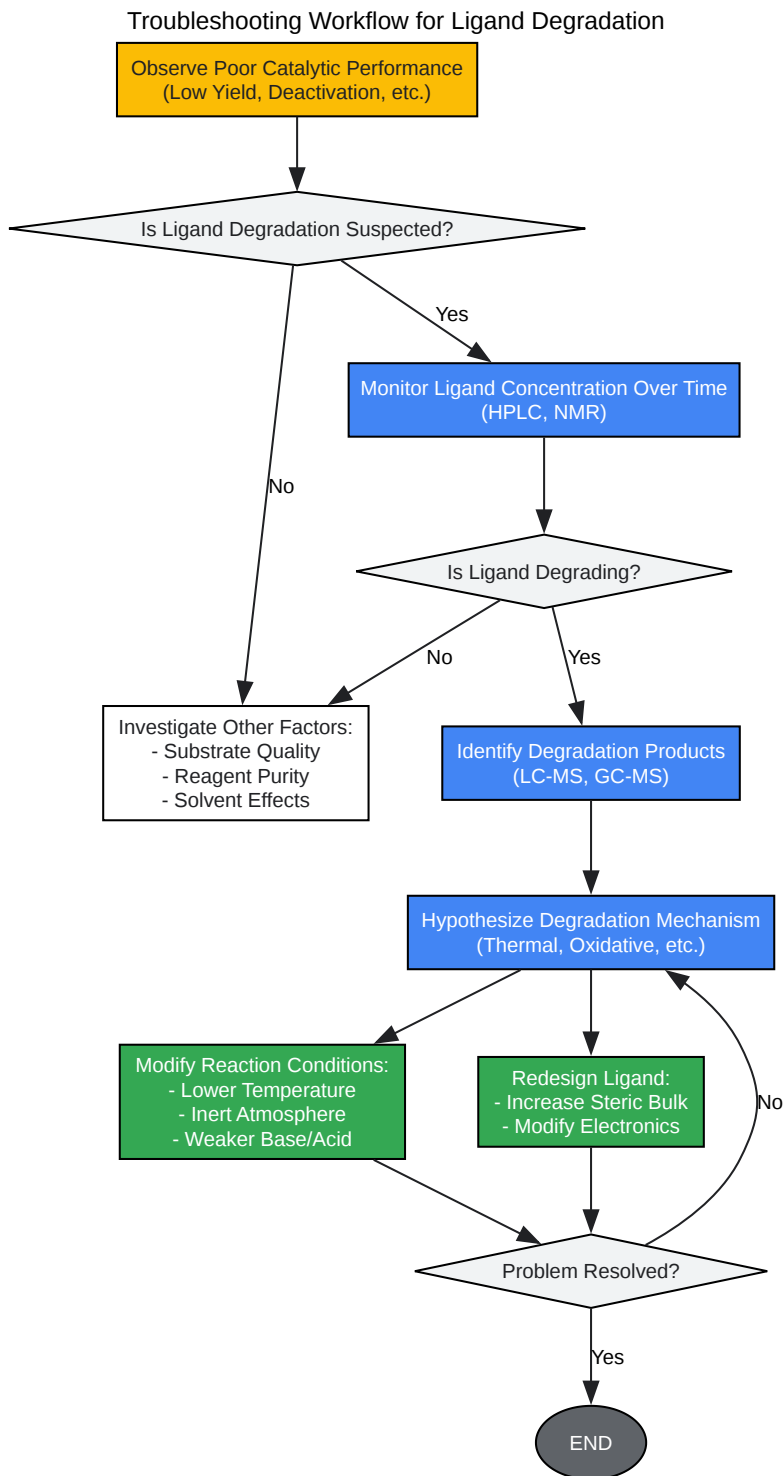 Troubleshooting Workflow for Ligand Degradation
Observe Poor Catalytic Performance
(Low Yield, Deactivation, etc.)
Is Ligand Degradation Suspected?
Yes
Monitor Ligand Concentration Over Time
(HPLC, NMR)
No
Is Ligand Degrading?
No
Yes
Investigate Other Factors:
- Substrate Quality
- Reagent Purity
- Solvent Effects
Identify Degradation Products
(LC-MS, GC-MS)
Hypothesize Degradation Mechanism
(Thermal, Oxidative, etc.)
Modify Reaction Conditions:
- Lower Temperature
- Inert Atmosphere
- Weaker Base/Acid
Redesign Ligand:
- Increase Steric Bulk
- Modify Electronics
No
Problem Resolved?
Yes
END